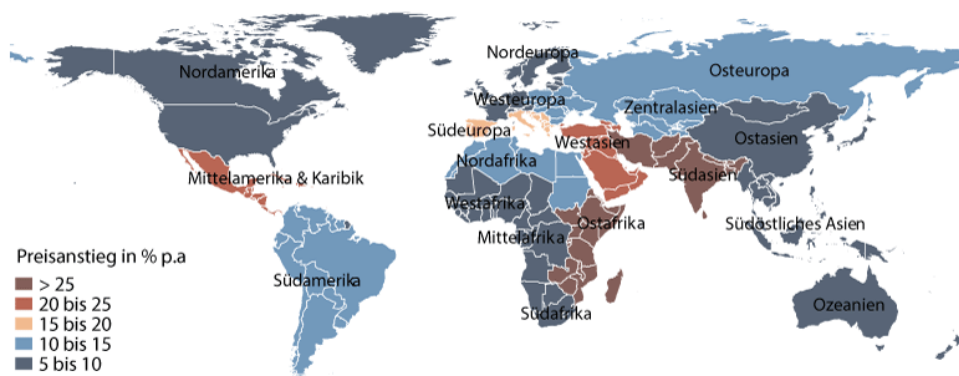 Nordeuropa
Nordamerika
Osteuropa
Westeuropa
Zentralasien
Südeuropa
Westasien
Ostasien
Nordafrika
Mittelamerika & Karibik
Südasien
Westafrika
Ostafrika
Mittelafrika
Südöstliches Asien
Preisanstieg in % p.a
> 25
Südamerika
20 bis 25
Ozeanien
15 bis 20
Südafrika
10 bis 15
5 bis 10